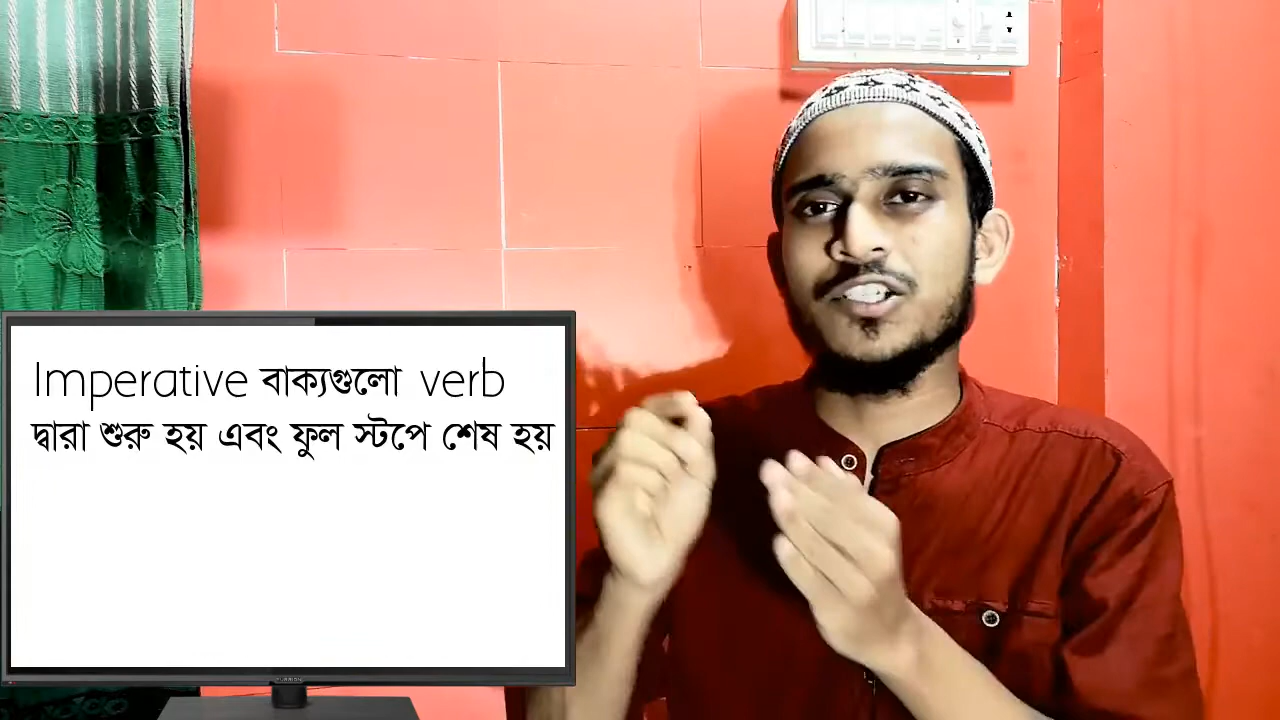 Imperative বাক্যগুলো verb
দ্বারা শুরু হয় এবং ফুল স্টপে শেষ হয়